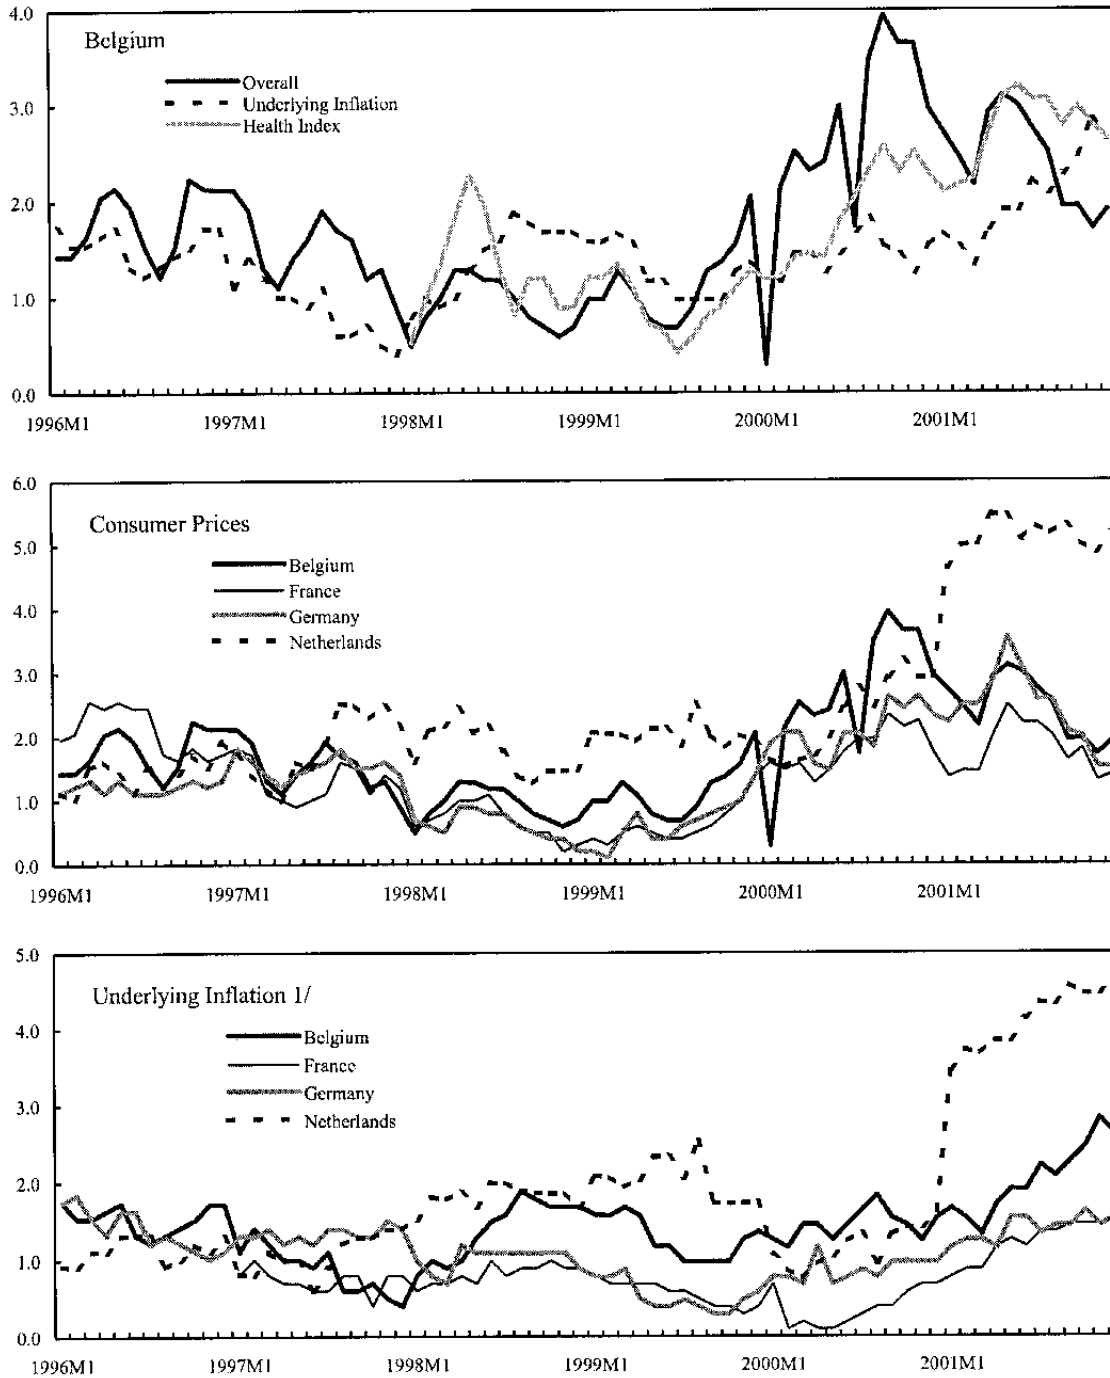 4.0
Belgium
Overall
Underlying Inflation
Health Index
3.0
2.0
1.0
0.0
1996M1 1997M1 1998M1 1999M1 2000M1 2001M1
6.0
Consumer Prices
Belgium
France
Germany
Netherlands
5.0
4.0
3.0
2.0
1.0
0.0
1996M1 1997M1 1998M1 1999M1 2000M1 2001M1
5.0
Underlying Inflation 1/
Belgium
France
Germany
Netherlands
4.0
3.0
2.0
1.0
0.0
1996M1 1997M1 1998M1 1999M1 2000M1 2001M1